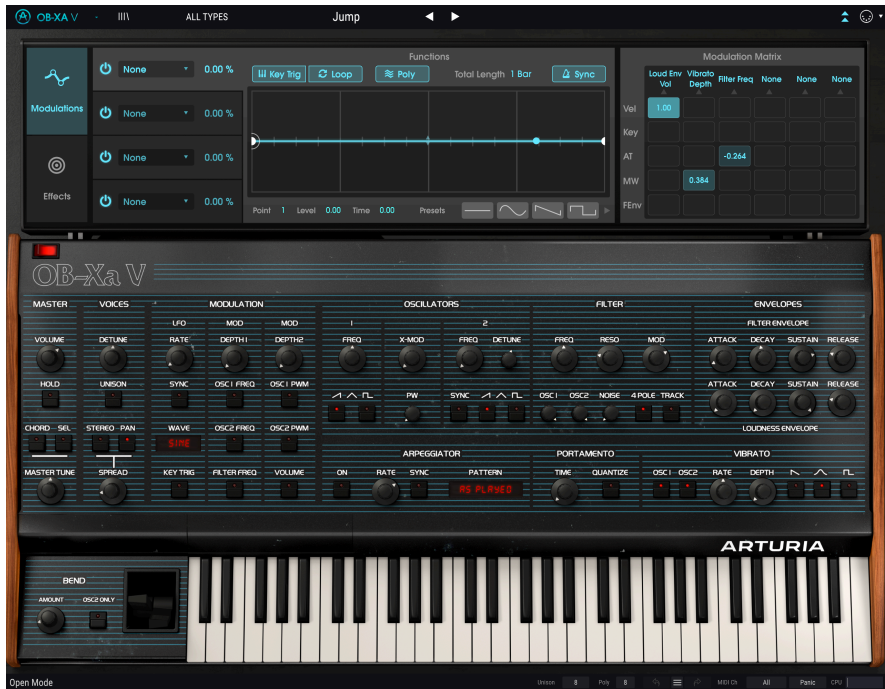 OB-XA V ALL TYPES Jump
Functions
Modulation Matrix
None 0.00 %
Key Trig Loop Poly Total Length 1 Bar Sync
Loud Env Vol Vibrato Depth Filter Freq None None None
Modulations
None 0.00 %
Vel 1.00
Key
None 0.00 %
AT -0.264
MW 0.384
Effects
None 0.00 %
Point 1 Level 0.00 Time 0.00 Presets
FEnv
OB-Xa V
MASTER VOICES MODULATION OSCILLATORS FILTER ENVELOPES
LFO MOD MOD 1 2 FILTER ENVELOPE
VOLUME DETUNE RATE DEPTH 1 DEPTH2 FREQ X-MOD FREQ DETUNE FREQ RESO MOD ATTACK DECAY SUSTAIN RELEASE
HOLD UNISON SYNC OSC 1 FREQ OSC 1 PWM ATTACK DECAY SUSTAIN RELEASE
PW SYNC OSC 1 OSC2 NOISE 4 POLE TRACK
CHORD SEL STEREO PAN WAVE OSC2 FREQ OSC2 PWM LOUDNESS ENVELOPE
SINE
ARPEGGIATOR PORTAMENTO VIBRATO
MASTER TUNE SPREAD KEY TRIG FILTER FREQ VOLUME ON RATE SYNC PATTERN TIME QUANTIZE OSC 1 OSC2 RATE DEPTH
AS PLAYED
ARTURIA
BEND
AMOUNT OSC2 ONLY
Open Mode Unison 8 Poly 8 MIDI Ch All Panic CPU